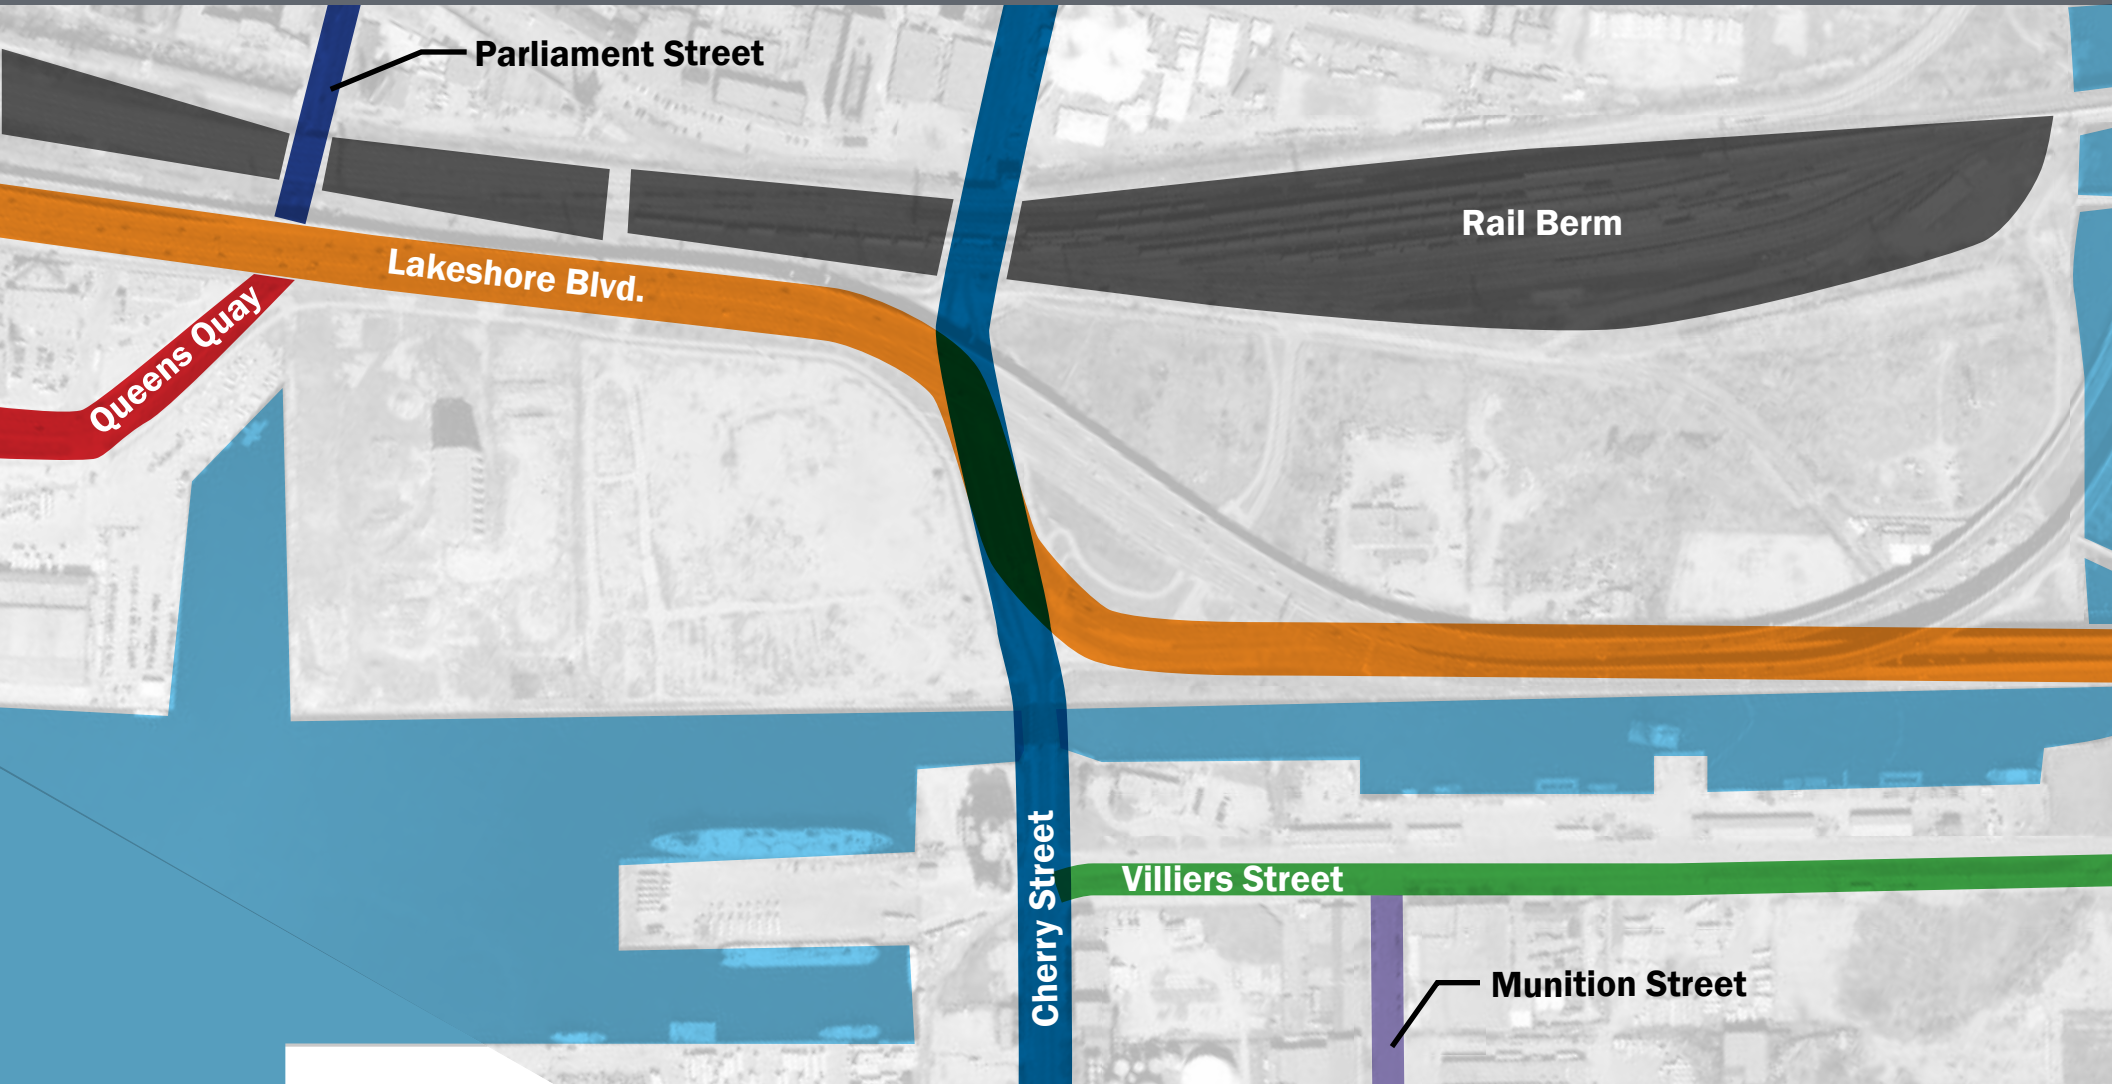 Parliament Street
Rail Berm
Lakeshore Blvd.
Queens Quay
Cherry Street
Villiers Street
Munition Street